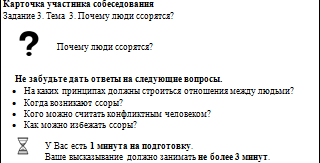 Карточка участника собеседования
Задание 3. Тема 3. Почему люди ссорятся?
?
Почему люди ссорятся?
Не забудьте дать ответы на следующие вопросы.
• На каких принципах должны строиться отношения между людьми?
• Когда возникают ссоры?
• Кого можно считать конфликтным человеком?
• Как можно избежать ссоры?
У Вас есть 1 минута на подготовку.
Ваше высказывание должно занимать не более 3 минут.